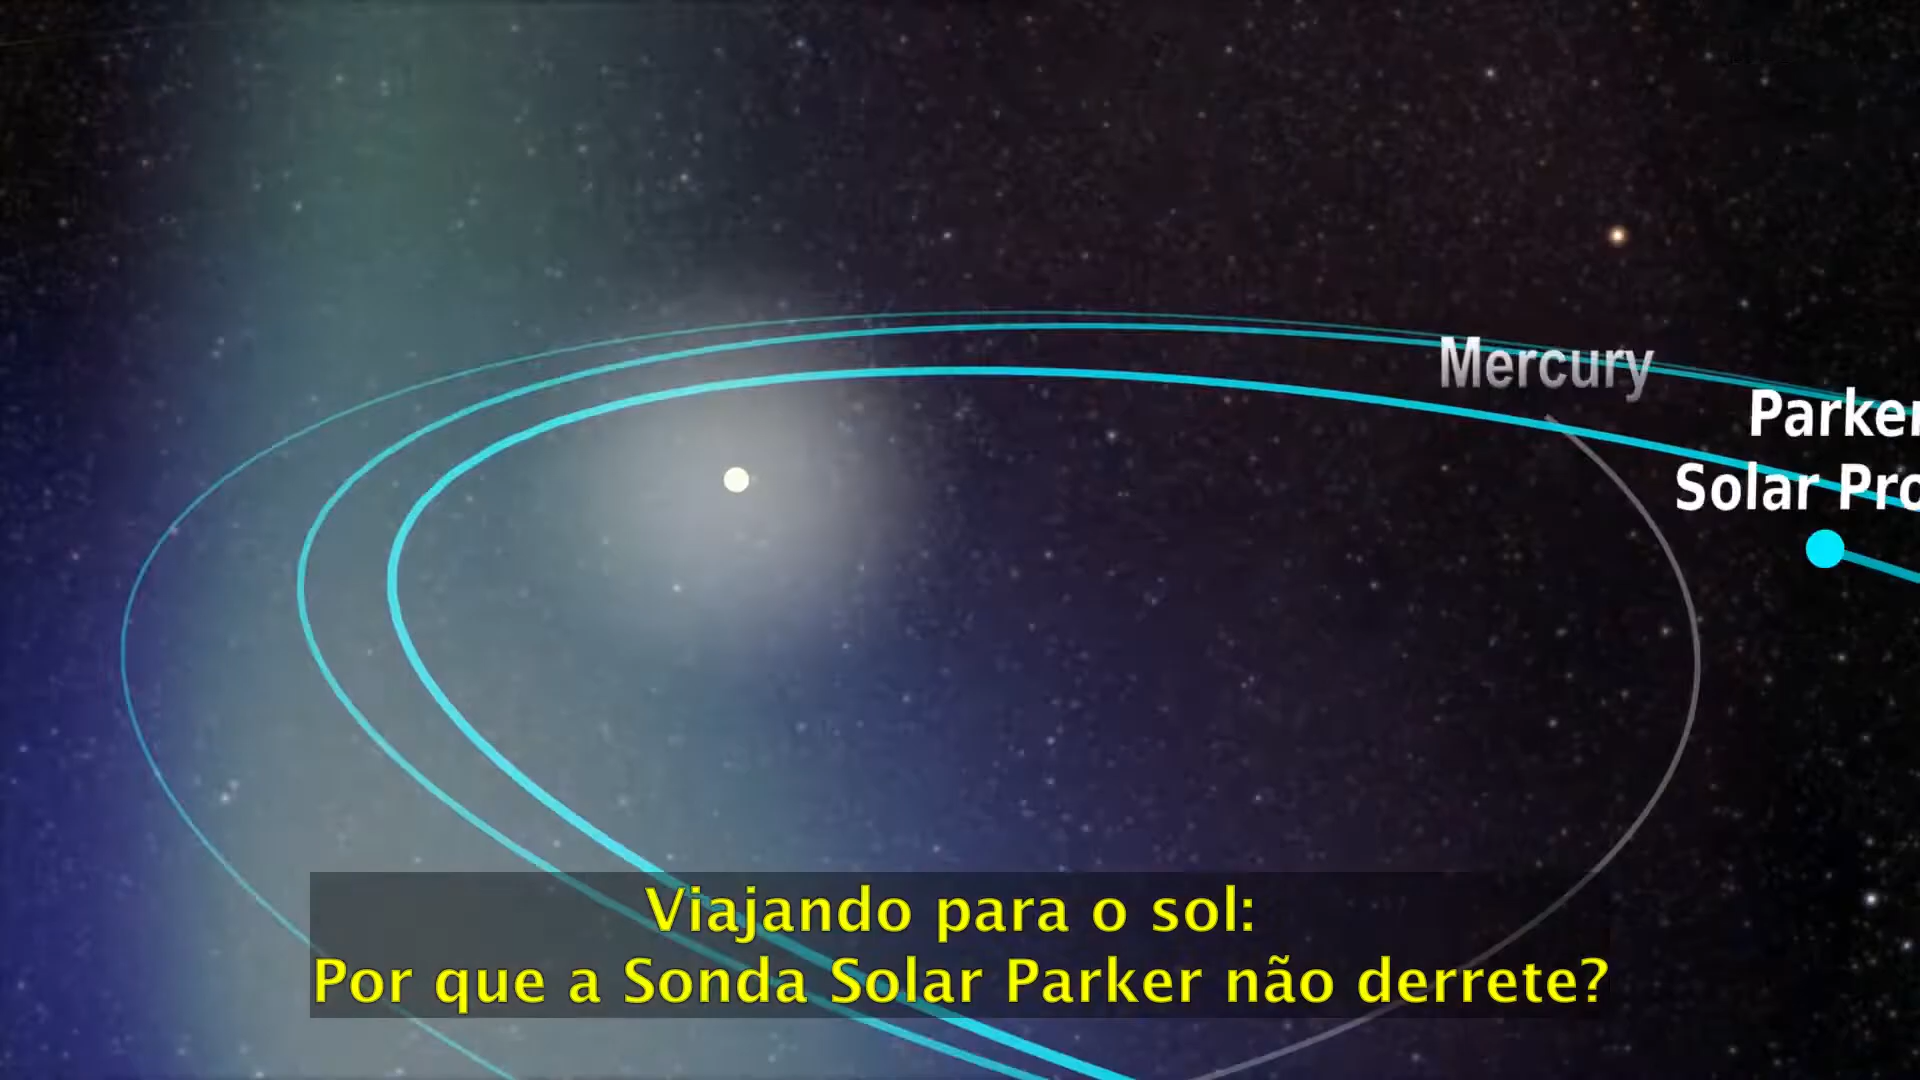 Mercury
Parker
Solar Pro
Viajando para o sol:
Por que a Sonda Solar Parker não derrete?